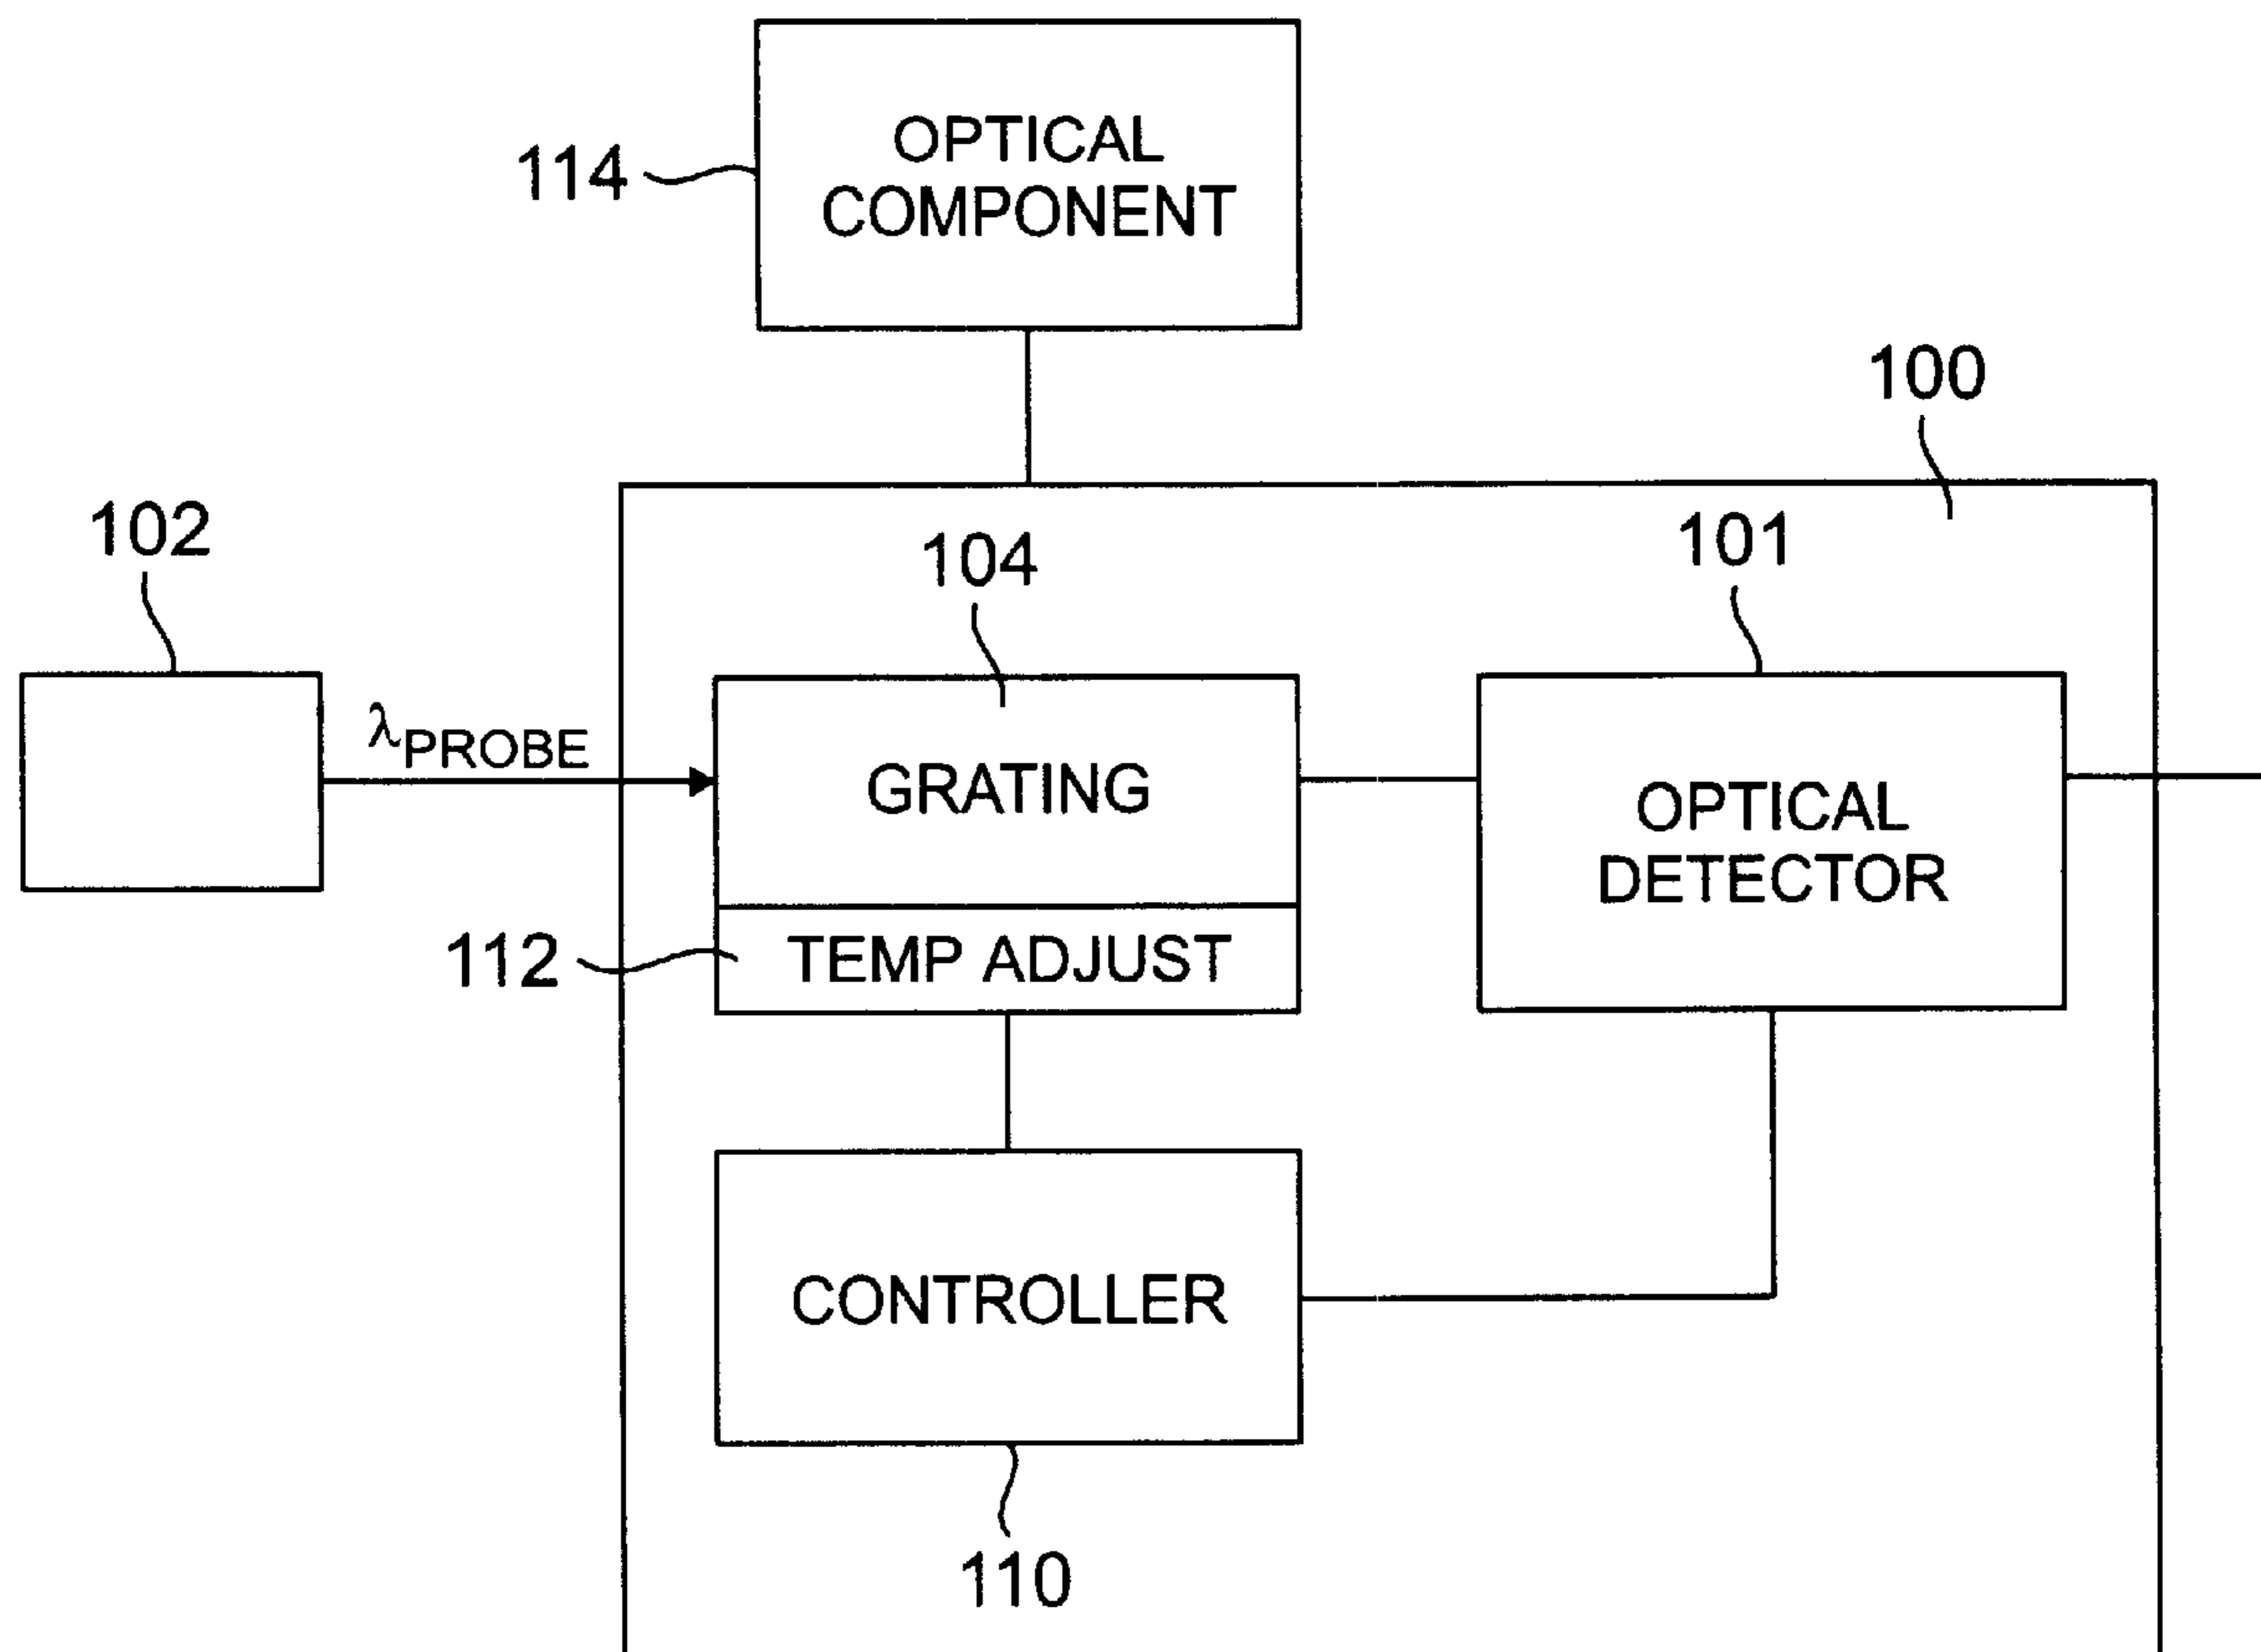 OPTICAL
COMPONENT
114
100
102
104
101
λPROBE
GRATING
OPTICAL
DETECTOR
112
TEMP ADJUST
CONTROLLER
110